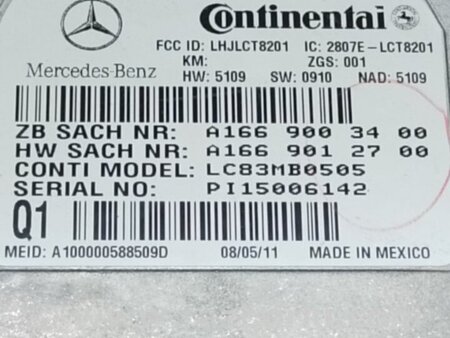 Continental
FCC ID: LHJLCT8201 IC: 2807E-LCT8201
KM: ZGS: 001
Mercedes-Benz HW: 5109 SW: 0910 NAD: 5109
ZB SACH NR: A166 900 34 00
HW SACH NR: A166 901 27 00
CONTI MODEL: LC83MB0505
SERIAL NO: PI15006142
Q1
MEID: A100000588509D 08/05/11 MADE IN MEXICO